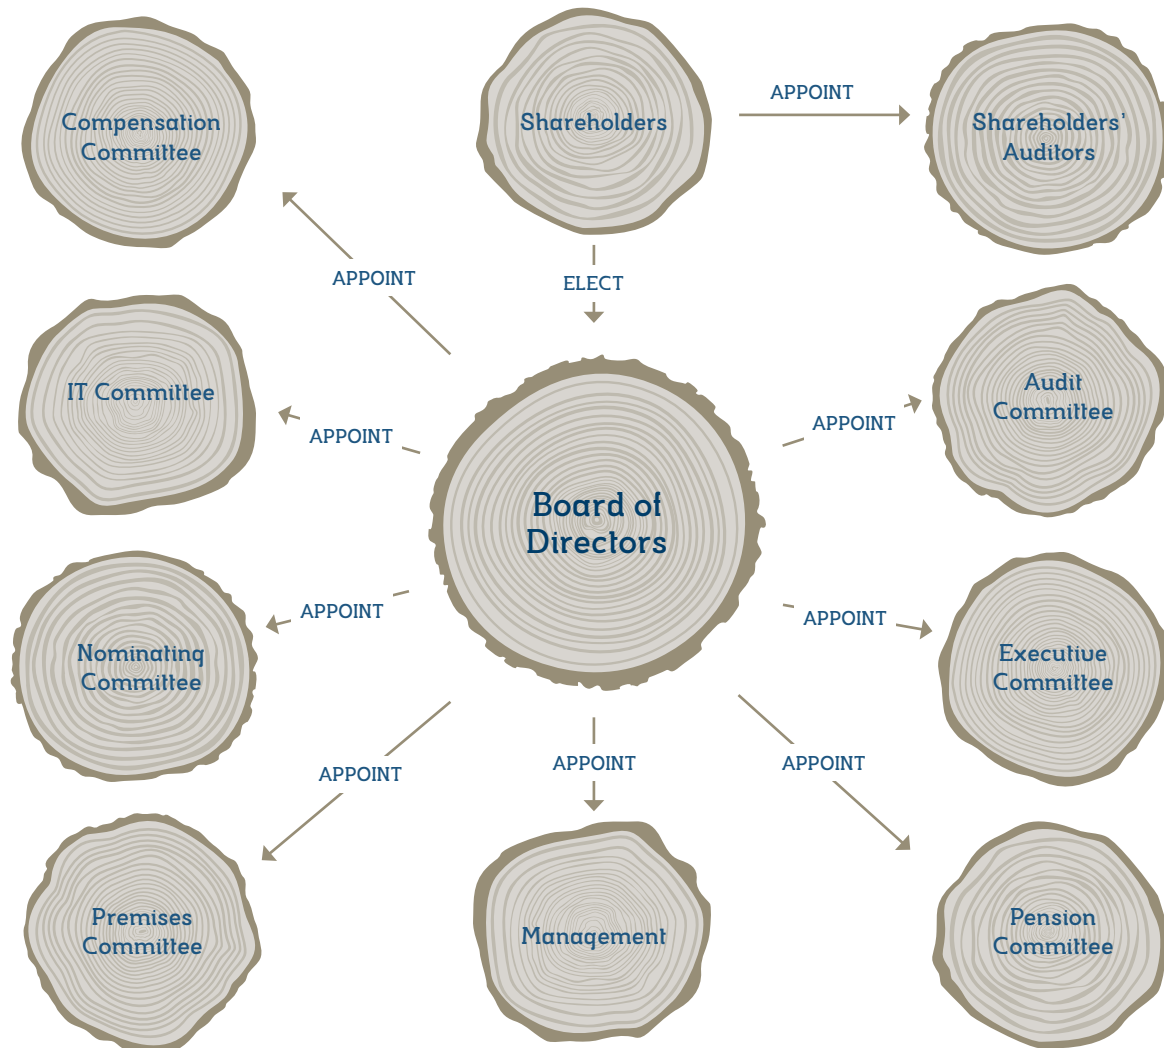 Compensation
Committee
Shareholders
APPOINT
Shareholders'
Auditors
APPOINT
ELECT
IT Committee
APPOINT
Board of
Directors
APPOINT
Audit
Committee
Nominating
Committee
APPOINT
APPOINT
Executive
Committee
APPOINT
APPOINT
APPOINT
Premises
Committee
Management
Pension
Committee